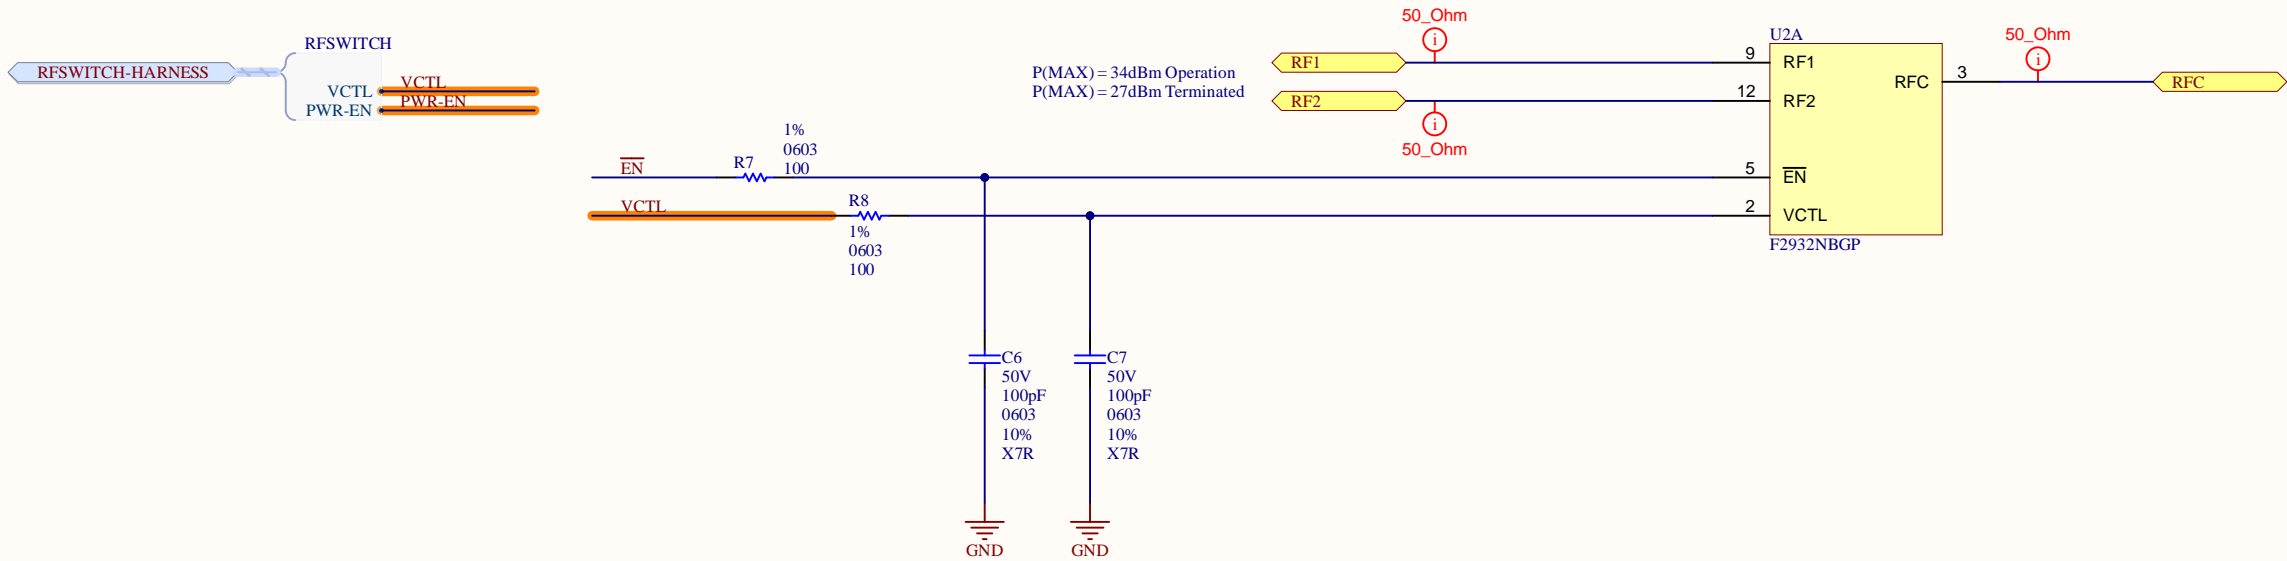 RFSWITCH
RFSWITCH-HARNESS
VCTL
VCTL
PWR-EN
PWR-EN
P(MAX) = 34dBm Operation
P(MAX) = 27dBm Terminated
50_Ohm
i
RF1
RF2
i
50_Ohm
U2A
9
RF1
12
RF2
RFC
3
50_Ohm
i
RFC
5
EN
2
VCTL
F2932NBGP
EN
R7
1%
0603
100
VCTL
R8
1%
0603
100
C6
50V
100pF
0603
10%
X7R
C7
50V
100pF
0603
10%
X7R
GND
GND